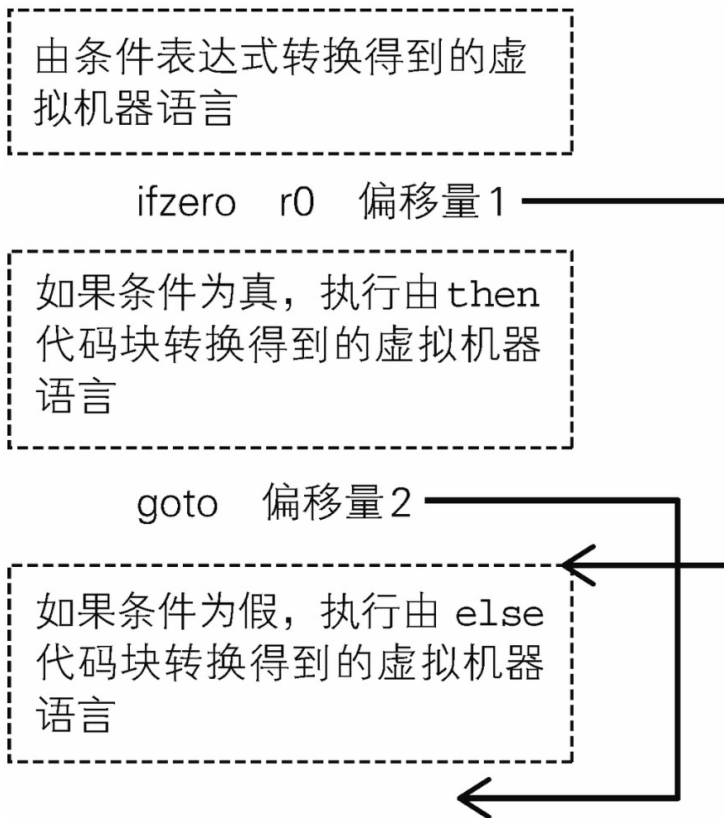 由条件表达式转换得到的虚
拟机器语言
ifzero r0 偏移量1
如果条件为真，执行由then
代码块转换得到的虚拟机器
语言
goto 偏移量2
如果条件为假，执行由 else
代码块转换得到的虚拟机器
语言